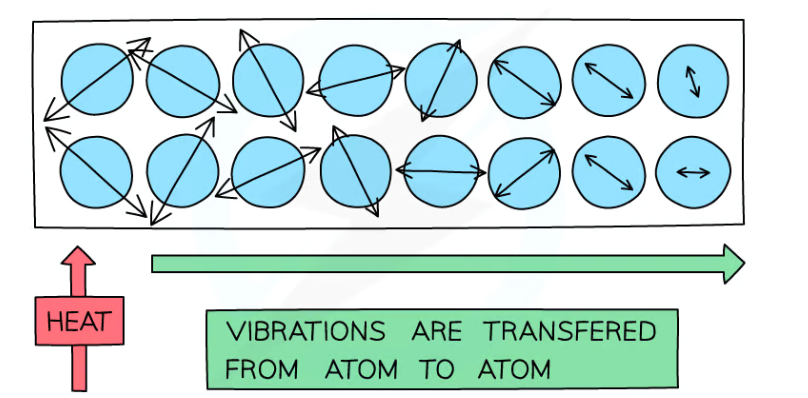 HEAT
VIBRATIONS ARE TRANSFERED
FROM ATOM TO ATOM